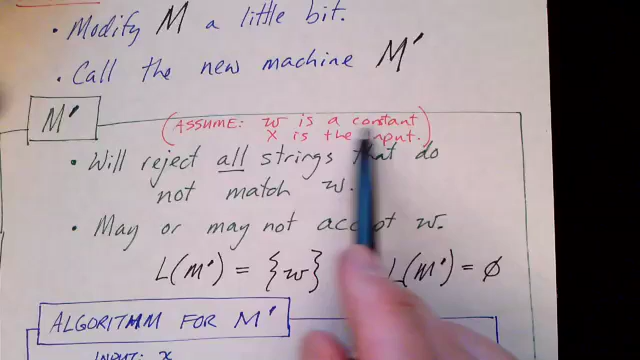 • Modify M a little bit.
• Call the new machine M'
M'
(ASSUME: w is a constant
x is the input.)
• Will reject all strings that do
not match w.
• May or may not accept w.
L(M') = {w} L(M') = ∅
ALGORITHM FOR M'
INPUT: x